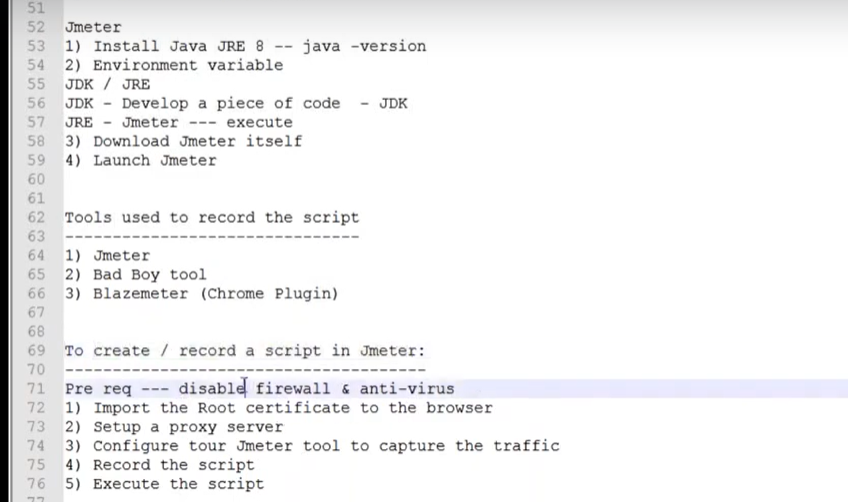 51
52 Jmeter
53 1) Install Java JRE 8 -- java -version
54 2) Environment variable
55 JDK / JRE
56 JDK - Develop a piece of code  - JDK
57 JRE - Jmeter --- execute
58 3) Download Jmeter itself
59 4) Launch Jmeter
60
61
62 Tools used to record the script
63 -------------------------------
64 1) Jmeter
65 2) Bad Boy tool
66 3) Blazemeter (Chrome Plugin)
67
68
69 To create / record a script in Jmeter:
70 --------------------------------------
71 Pre req --- disable firewall & anti-virus
72 1) Import the Root certificate to the browser
73 2) Setup a proxy server
74 3) Configure tour Jmeter tool to capture the traffic
75 4) Record the script
76 5) Execute the script
77